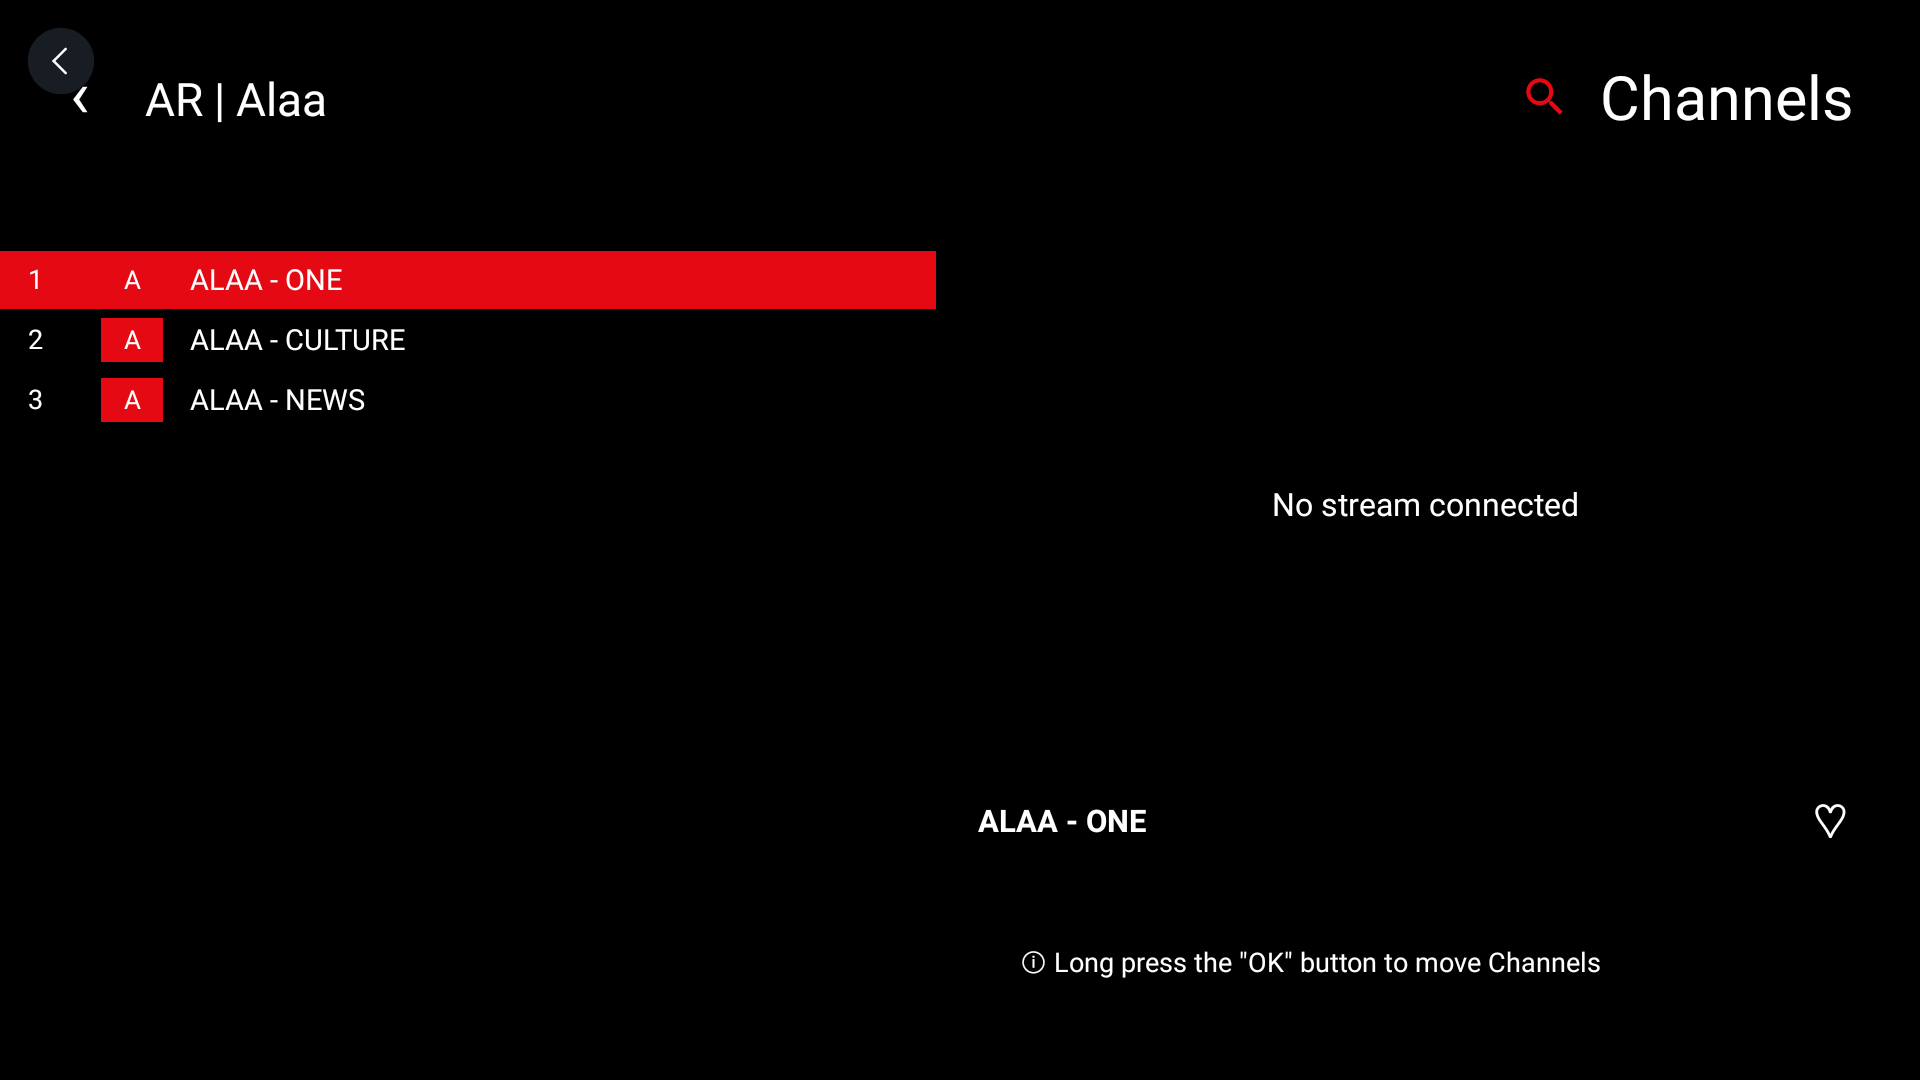 AR | Alaa
Channels
1 A ALAA - ONE
2 A ALAA - CULTURE
3 A ALAA - NEWS
No stream connected
ALAA - ONE
Long press the "OK" button to move Channels